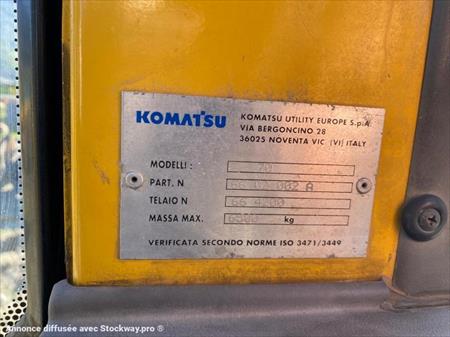 KOMATSU
KOMATSU UTILITY EUROPE S.p.A.
VIA BERGONCINO 28
36025 NOVENTA VIC (VI) ITALY
MODELLI: 70
PART. N A
TELAIO N
MASSA MAX. kg
VERIFICATA SECONDO NORME ISO 3471/3449
Annonce diffusée avec Stockway.pro ®